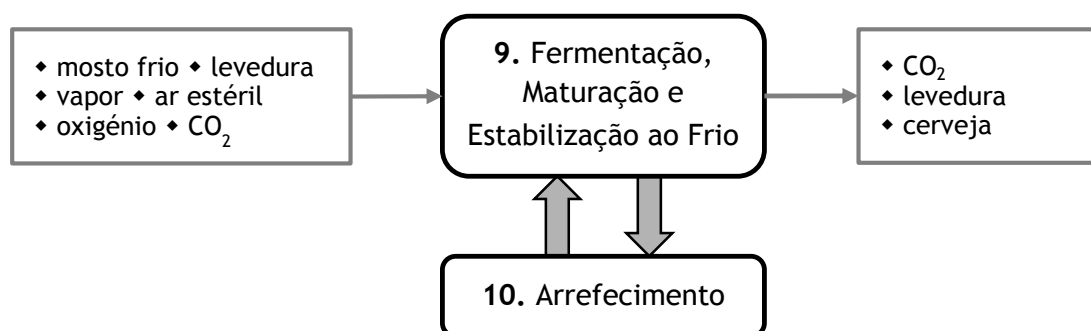 ◆ mosto frio ◆ levedura
◆ vapor ◆ ar estéril
◆ oxigénio ◆ CO₂
9. Fermentação,
Maturação e
Estabilização ao Frio
◆ CO₂
◆ levedura
◆ cerveja
10. Arrefecimento